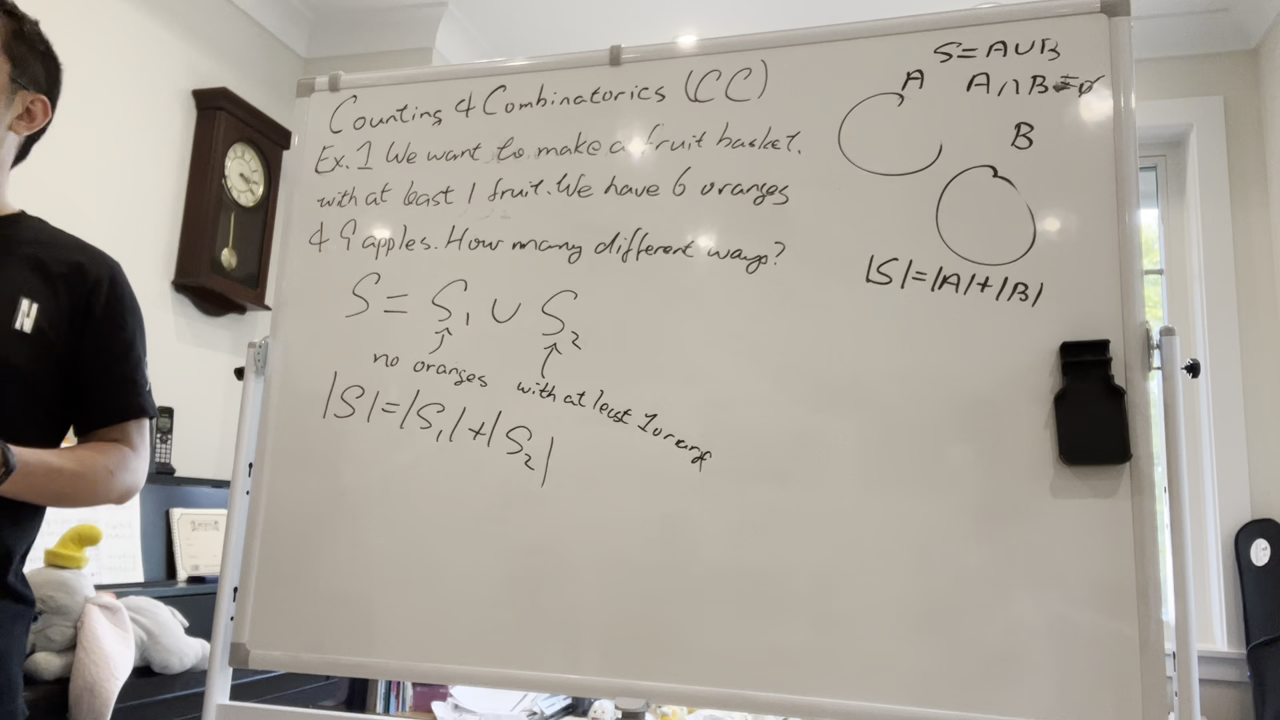 Counting & Combinatorics (CC)
Ex. 1 We want to make a fruit basket.
with at least 1 fruit. We have 6 oranges
& 9 apples. How many different ways?
S = S₁ ∪ S₂
no oranges
with at least 1 orange
|S|=|S₁|+|S₂|
S=A∪B
A
A∩B=∅
B
|S|=|A|+|B|
N